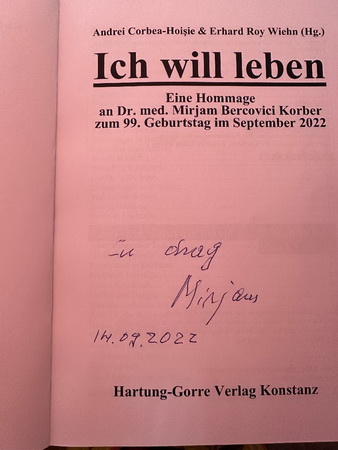 Andrei Corbea-Hoişie & Erhard Roy Wiehn (Hg.)
Ich will leben
Eine Hommage
an Dr. med. Mirjam Bercovici Korber
zum 99. Geburtstag im September 2022
Cu drag
Mirjam
14.09.2022
Hartung-Gorre Verlag Konstanz